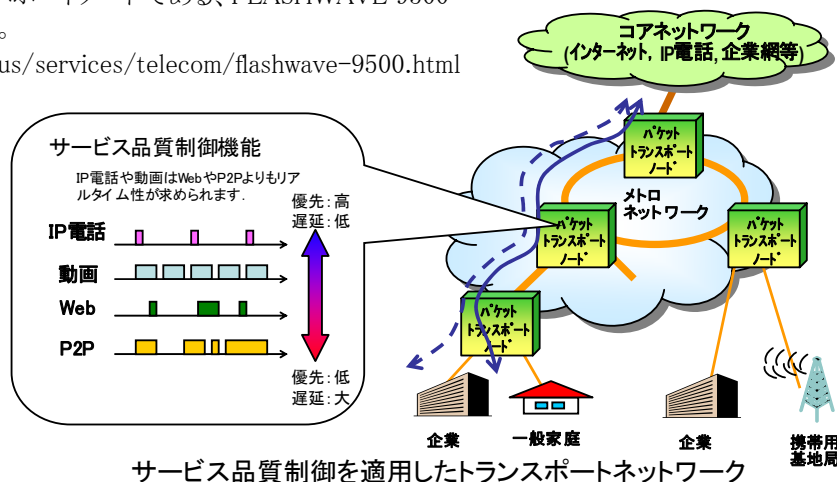 である、FLASHWAVE 9500
。
us/services/telecom/flashwave-9500.html
コアネットワーク
(インターネット, IP電話, 企業網等)
サービス品質制御機能
IP電話や動画はWebやP2Pよりもリア
ルタイム性が求められます.
優先:高
遅延:低
IP電話
動画
Web
P2P
優先:低
遅延:大
パケット
トランスポート
ノード
メトロ
ネットワーク
パケット
トランスポート
ノード
パケット
トランスポート
ノード
パケット
トランスポート
ノード
企業
一般家庭
企業
携帯用
基地局
サービス品質制御を適用したトランスポートネットワーク